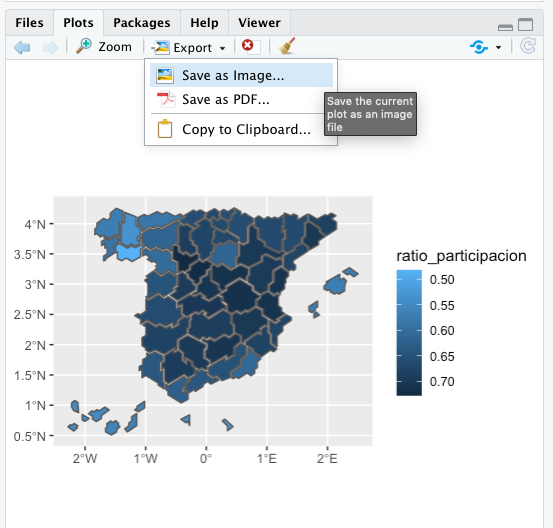 Files Plots Packages Help Viewer
Zoom Export
Save as Image...
Save as PDF...
Copy to Clipboard...
Save the current
plot as an image
file
4°N
3.5°N
3°N
2.5°N
2°N
1.5°N
1°N
0.5°N
2°W 1°W 0° 1°E 2°E
ratio_participacion
0.50
0.55
0.60
0.65
0.70